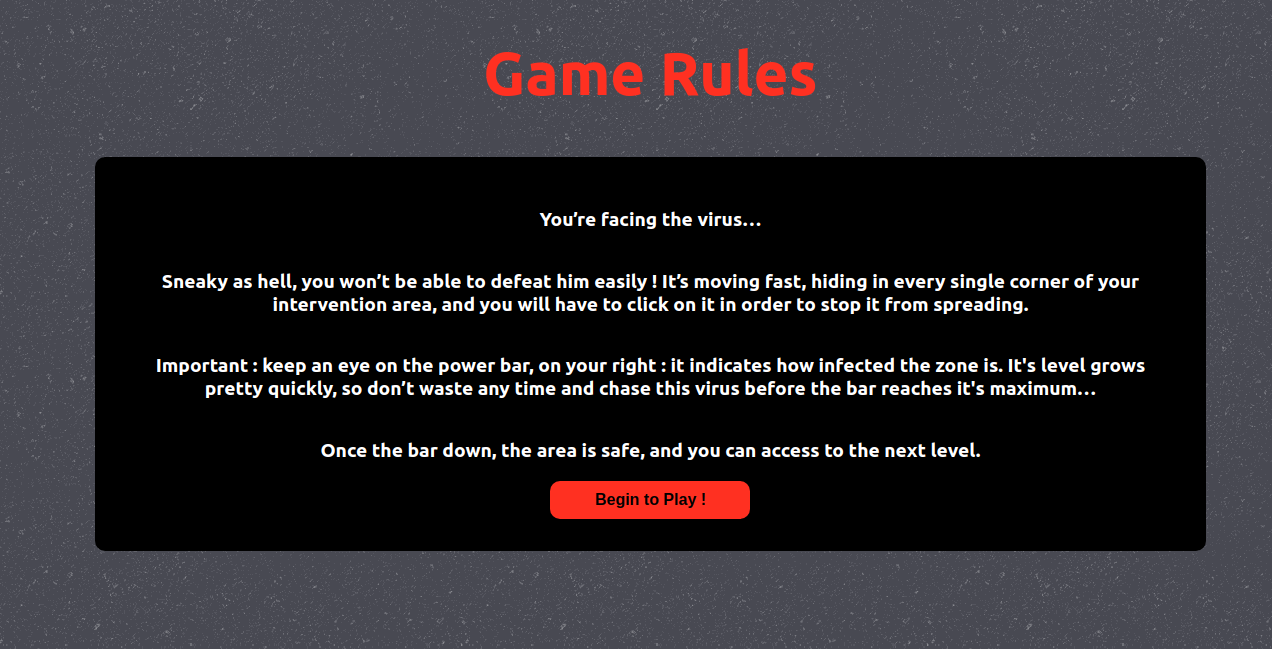 Game Rules
You’re facing the virus…
Sneaky as hell, you won’t be able to defeat him easily ! It’s moving fast, hiding in every single corner of your
intervention area, and you will have to click on it in order to stop it from spreading.
Important : keep an eye on the power bar, on your right : it indicates how infected the zone is. It's level grows
pretty quickly, so don’t waste any time and chase this virus before the bar reaches it's maximum…
Once the bar down, the area is safe, and you can access to the next level.
Begin to Play !